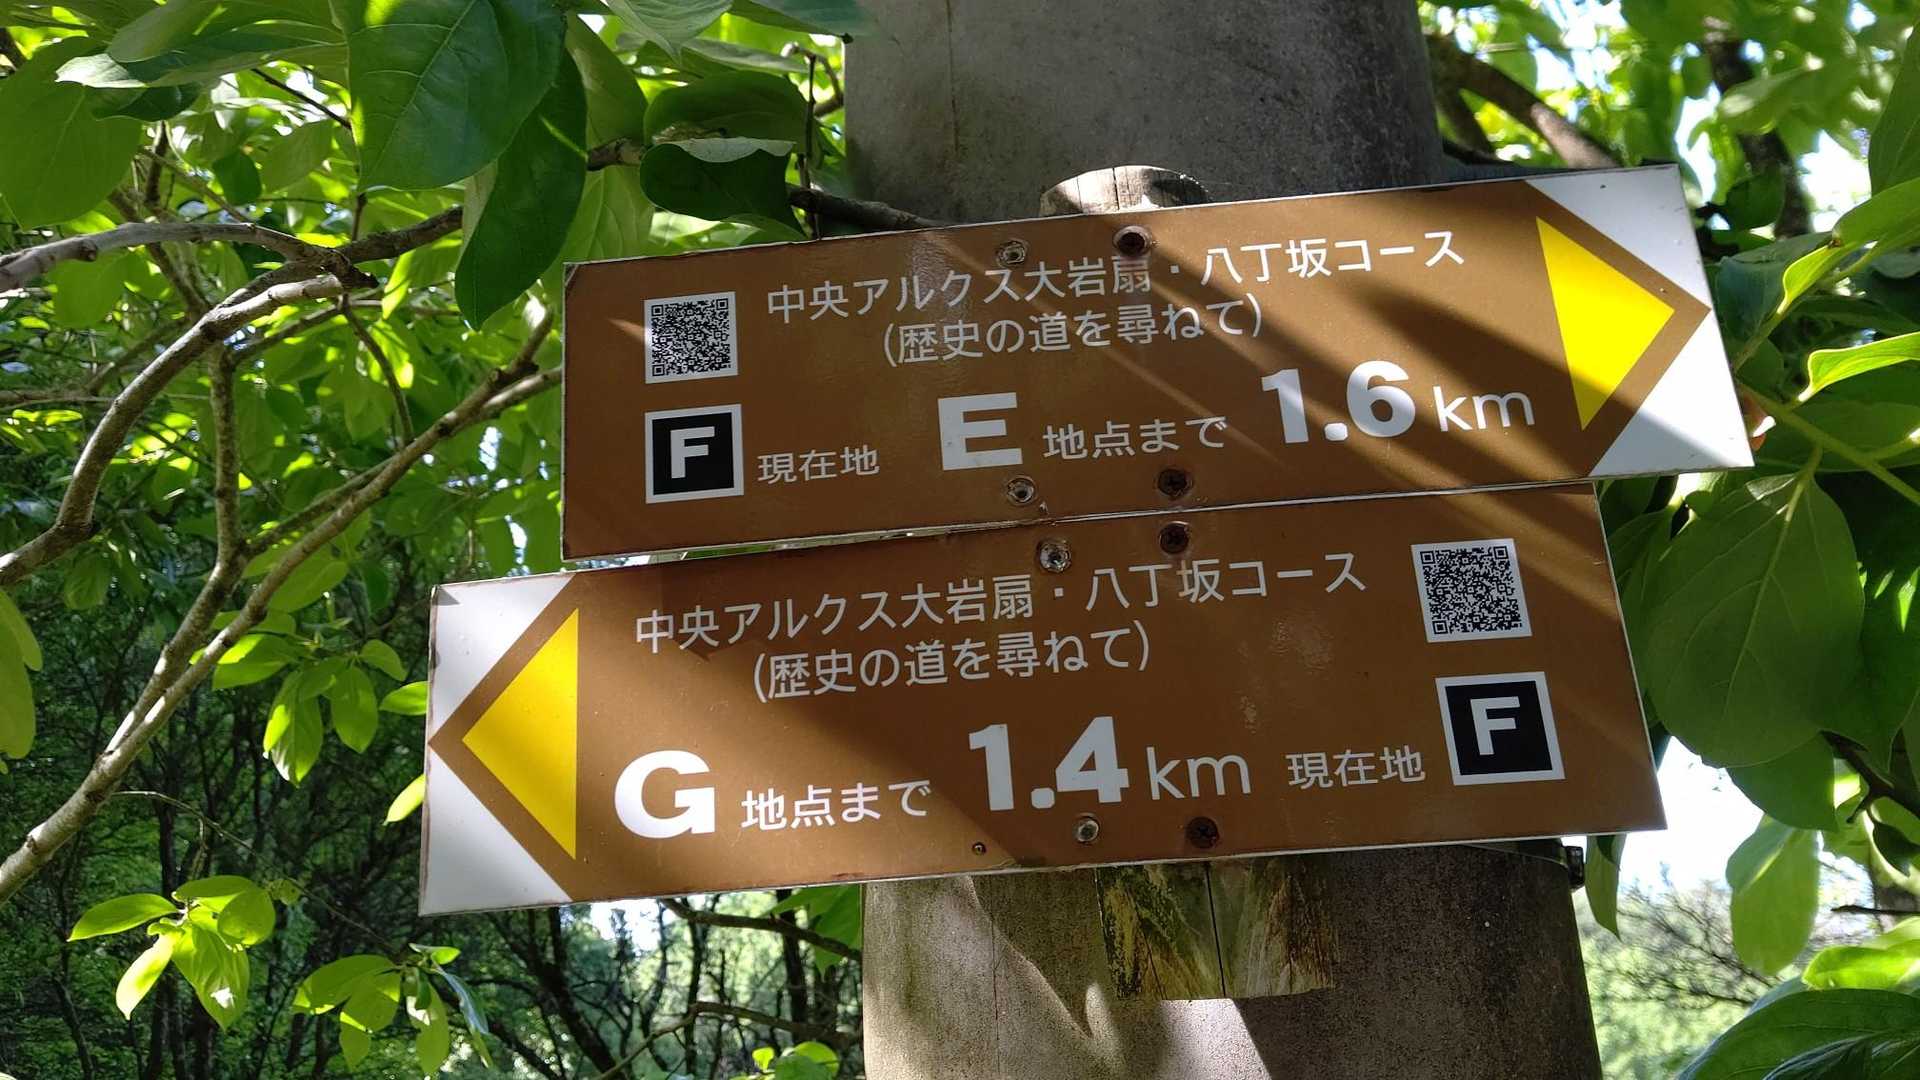 中央アルクス大岩扇・八丁坂コース
(歴史の道を尋ねて)
F 現在地 E 地点まで 1.6 km
中央アルクス大岩扇・八丁坂コース
(歴史の道を尋ねて)
G 地点まで 1.4 km 現在地 F